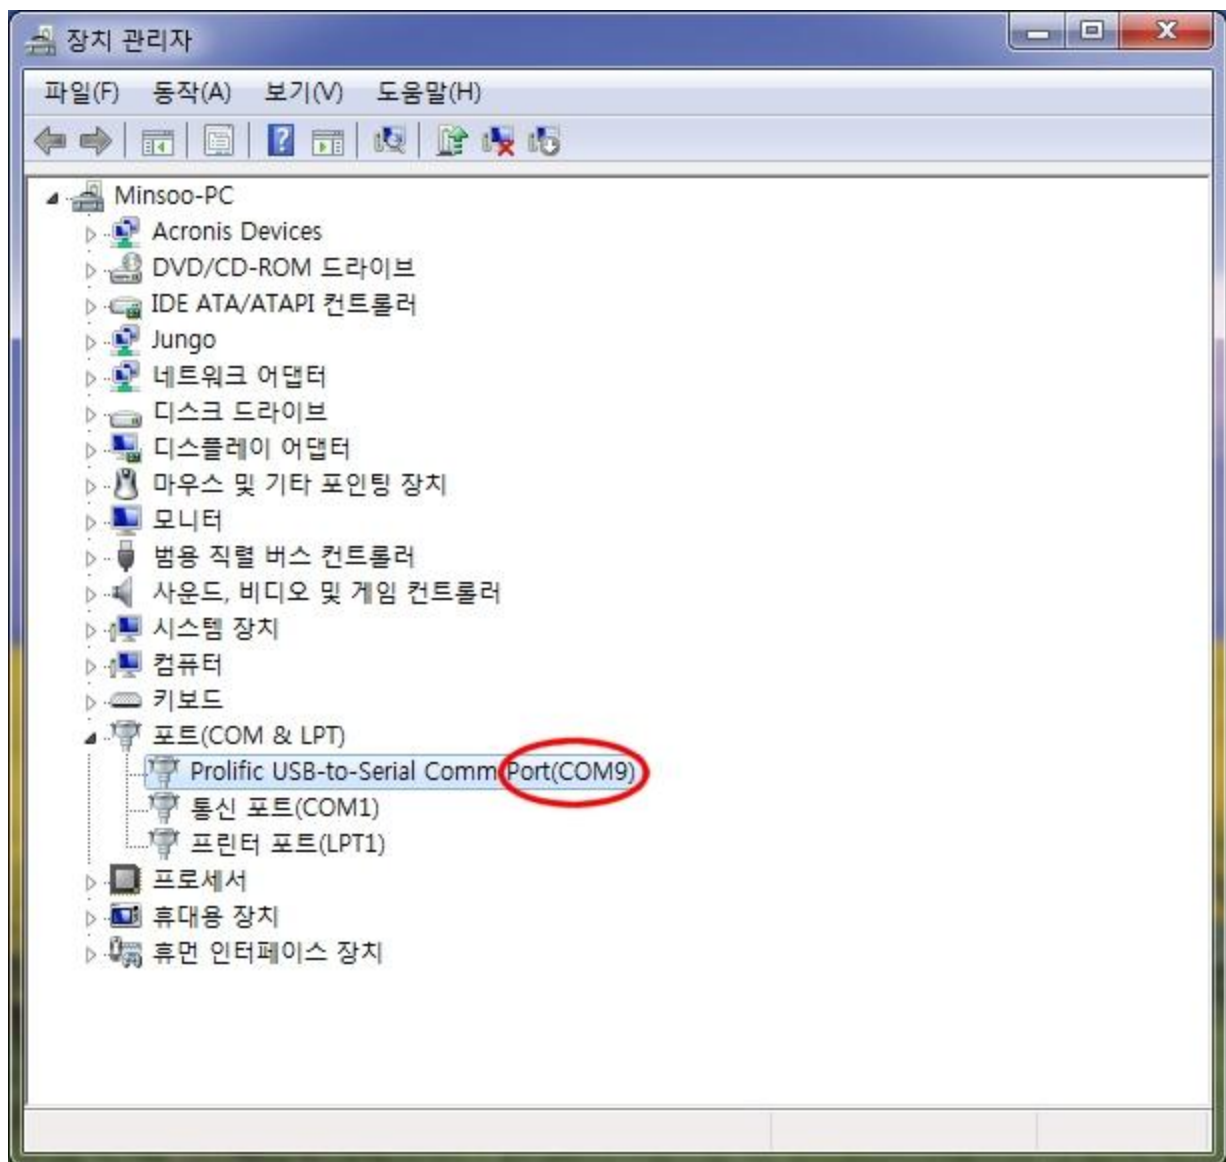 장치 관리자
파일(F) 동작(A) 보기(V) 도움말(H)
Minsoo-PC
Acronis Devices
DVD/CD-ROM 드라이브
IDE ATA/ATAPI 컨트롤러
Jungo
네트워크 어댑터
디스크 드라이브
디스플레이 어댑터
마우스 및 기타 포인팅 장치
모니터
범용 직렬 버스 컨트롤러
사운드, 비디오 및 게임 컨트롤러
시스템 장치
컴퓨터
키보드
포트(COM & LPT)
Prolific USB-to-Serial Comm Port(COM9)
통신 포트(COM1)
프린터 포트(LPT1)
프로세서
휴대용 장치
휴먼 인터페이스 장치